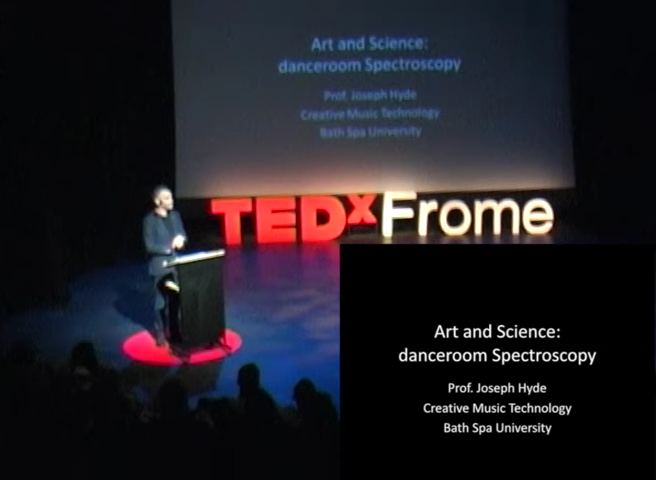 Art and Science:
danceroom Spectroscopy
Prof. Joseph Hyde
Creative Music Technology
Bath Spa University
TEDxFrome
Art and Science:
danceroom Spectroscopy
Prof. Joseph Hyde
Creative Music Technology
Bath Spa University